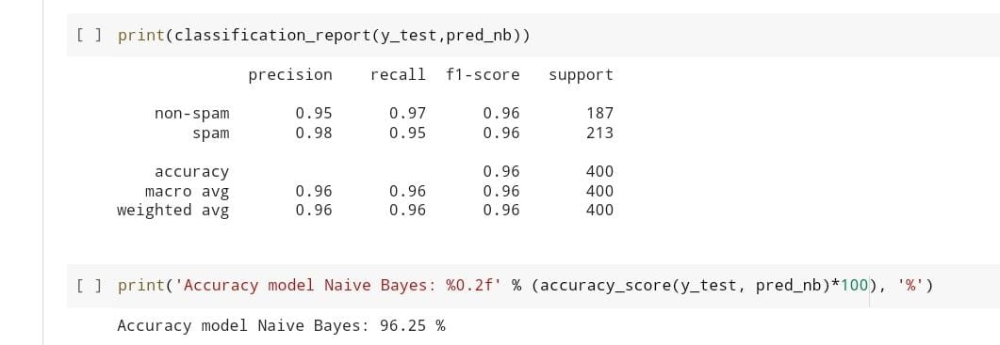 [ ] print(classification_report(y_test,pred_nb))
precision recall f1-score support
non-spam 0.95 0.97 0.96 187
spam 0.98 0.95 0.96 213
accuracy 0.96 400
macro avg 0.96 0.96 0.96 400
weighted avg 0.96 0.96 0.96 400
[ ] print('Accuracy model Naive Bayes: %0.2f' % (accuracy_score(y_test, pred_nb)*100), '%')
Accuracy model Naive Bayes: 96.25 %